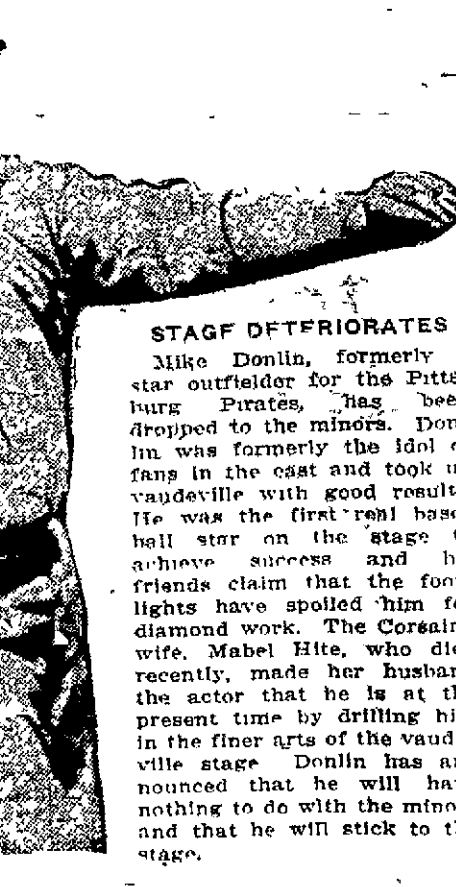 STAGE DETERIORATES
Mike Donlin, formerly
star outfielder for the Pitts
burg Pirates, has bee
dropped to the minors. Don
lin was formerly the idol o
fans in the east and took u
vaudeville with good result
He was the first real base
ball star on the stage t
achieve success and h
friends claim that the foot
lights have spoiled him fo
diamond work. The Corsair
wife, Mabel Hite, who die
recently, made her husban
the actor that he is at th
present time by drilling hi
in the finer arts of the vaud
ville stage Donlin has an
nounced that he will hav
nothing to do with the mino
and that he will stick to th
stage.